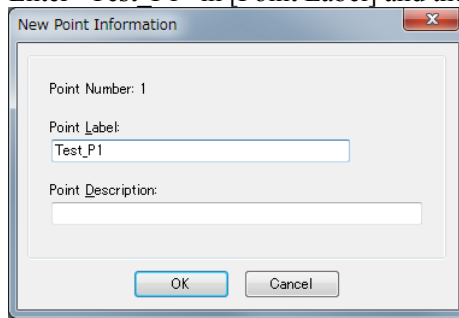 New Point Information
Point Number: 1
Point Label:
Test_P1
Point Description:
OK Cancel